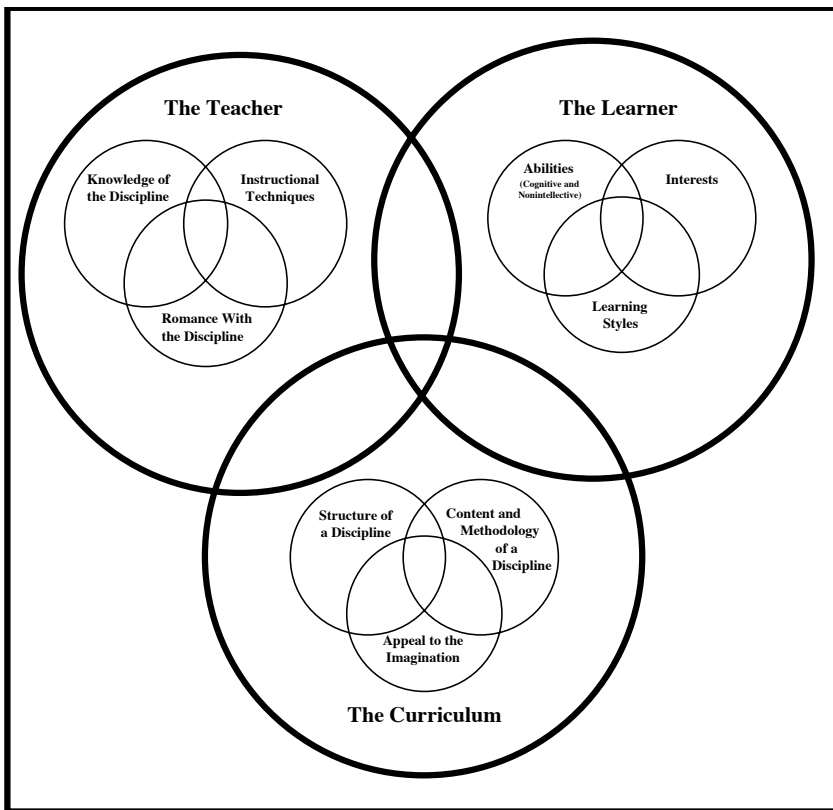 The Teacher
Knowledge of
the Discipline
Instructional
Techniques
Romance With
the Discipline
The Learner
Abilities
(Cognitive and
Nonintellective)
Interests
Learning
Styles
Structure of
a Discipline
Content and
Methodology
of a
Discipline
Appeal to the
Imagination
The Curriculum